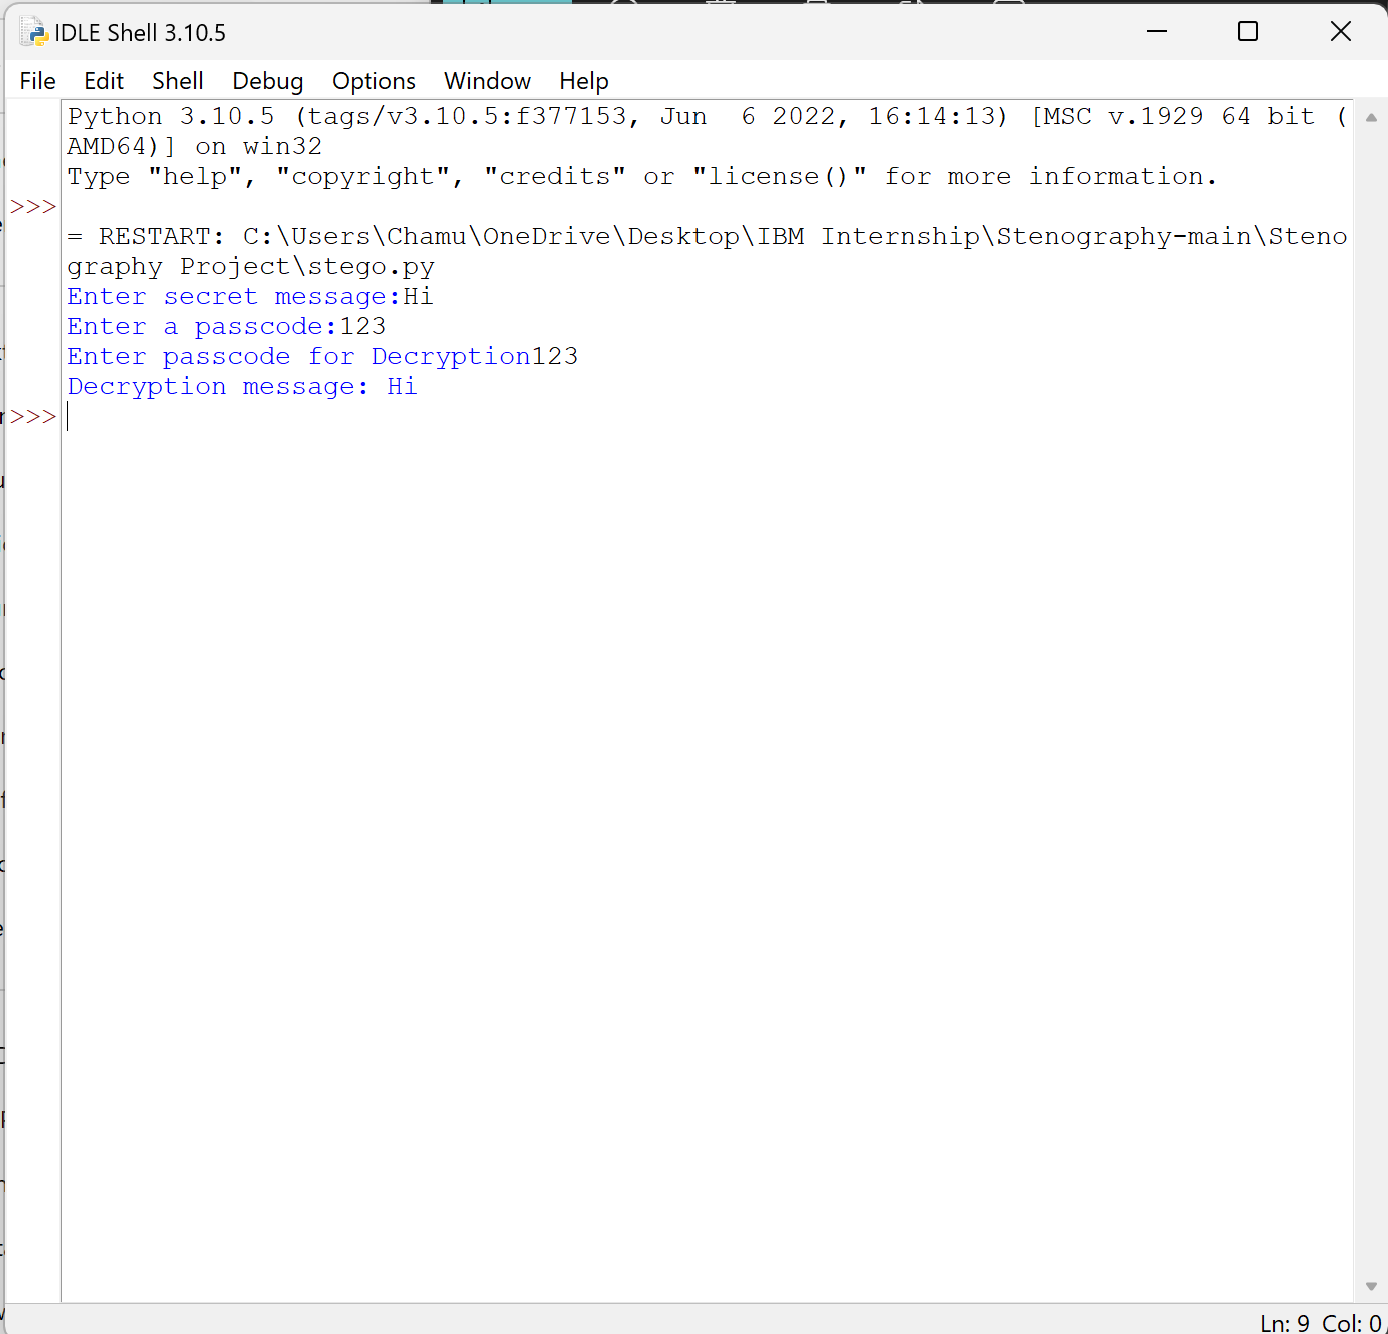 IDLE Shell 3.10.5
File Edit Shell Debug Options Window Help
Python 3.10.5 (tags/v3.10.5:f377153, Jun  6 2022, 16:14:13) [MSC v.1929 64 bit (
AMD64)] on win32
Type "help", "copyright", "credits" or "license()" for more information.
>>>
= RESTART: C:\Users\Chamu\OneDrive\Desktop\IBM Internship\Stenography-main\Steno
graphy Project\stego.py
Enter secret message:Hi
Enter a passcode:123
Enter passcode for Decryption123
Decryption message: Hi
>>>
Ln: 9 Col: 0